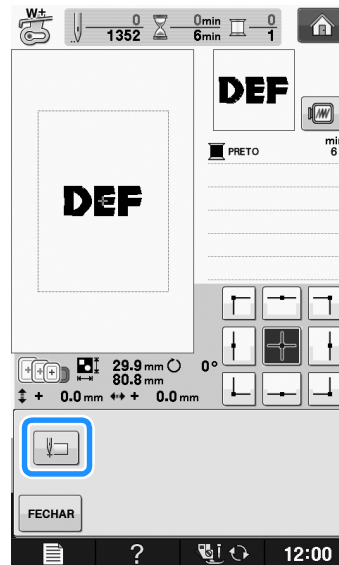 W+ 0 1352 0min 6min 0 1
DEF
DEF
PRETO min 6
29.9 mm 0°
80.8 mm
+ 0.0 mm + 0.0 mm
FECHAR
? 12:00